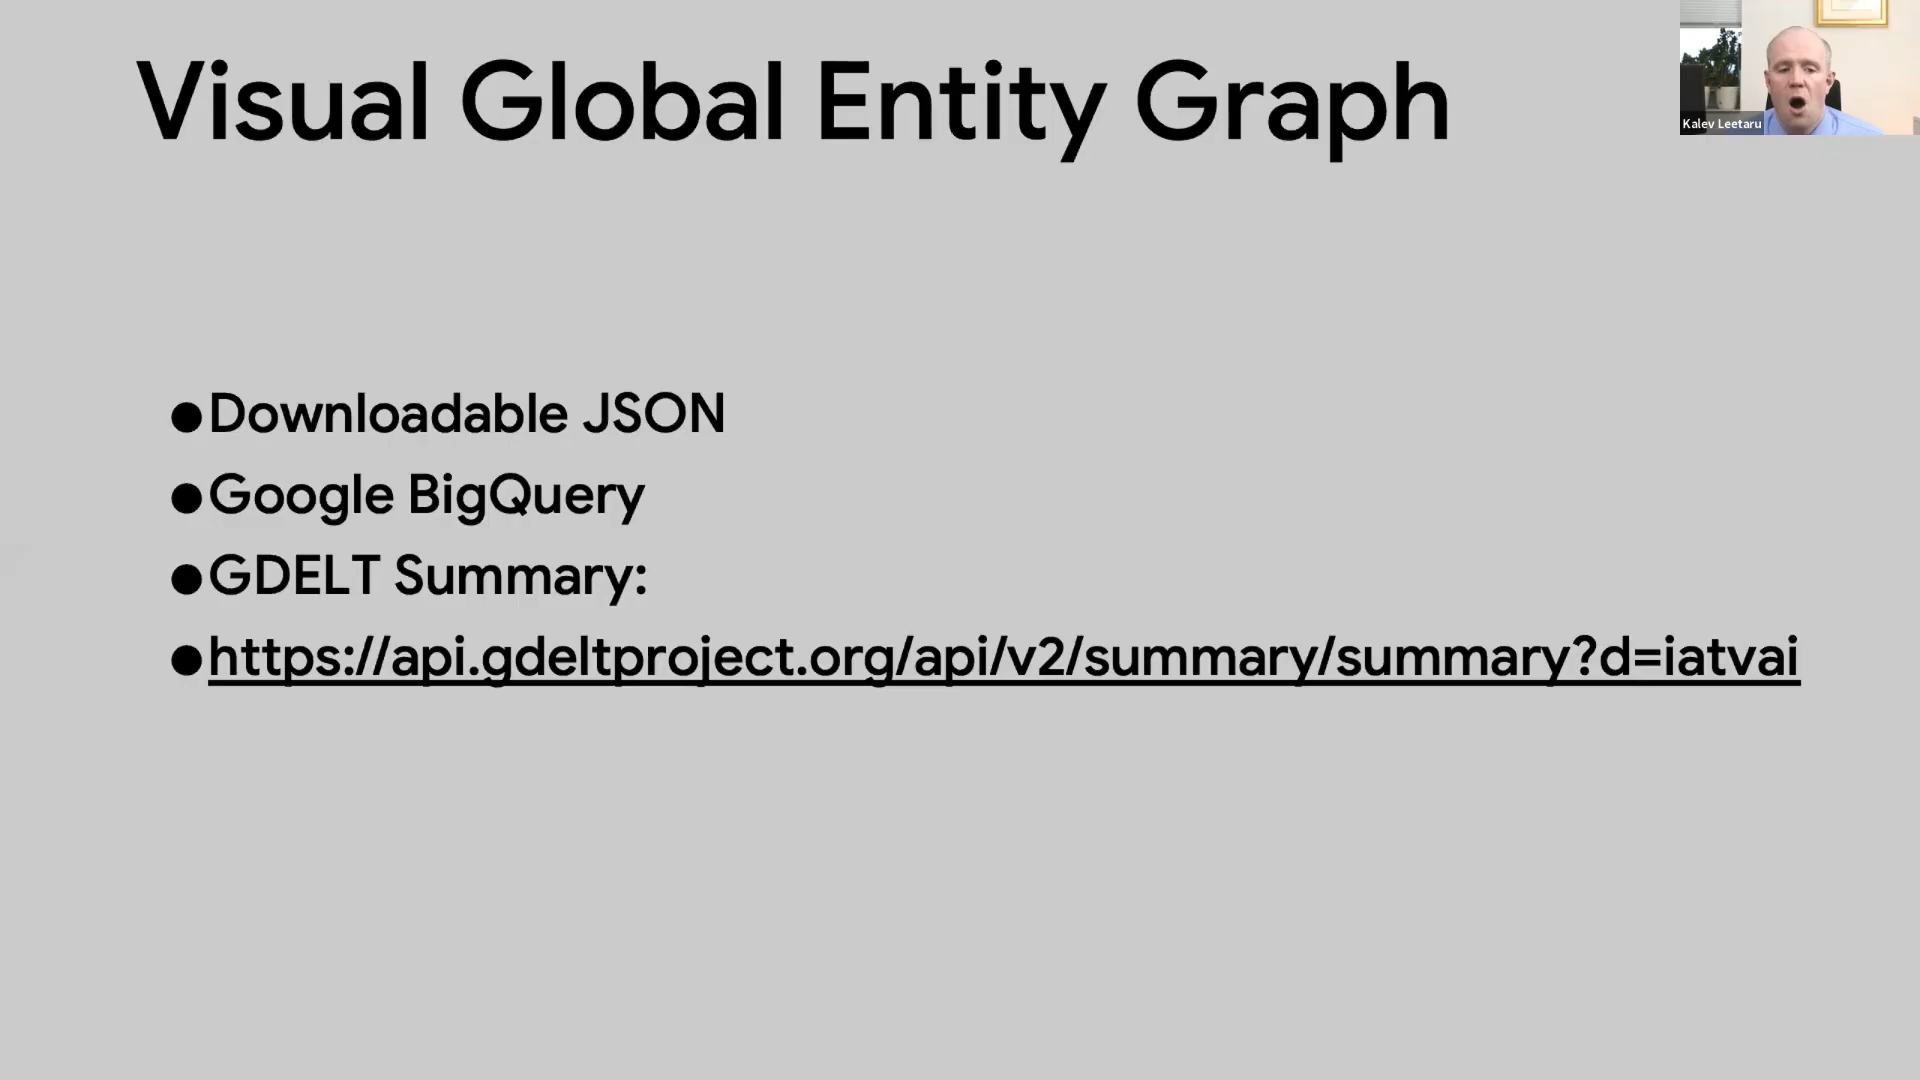 Visual Global Entity Graph
Kalev Leetaru
●Downloadable JSON
●Google BigQuery
●GDELT Summary:
●https://api.gdeltproject.org/api/v2/summary/summary?d=iatvai